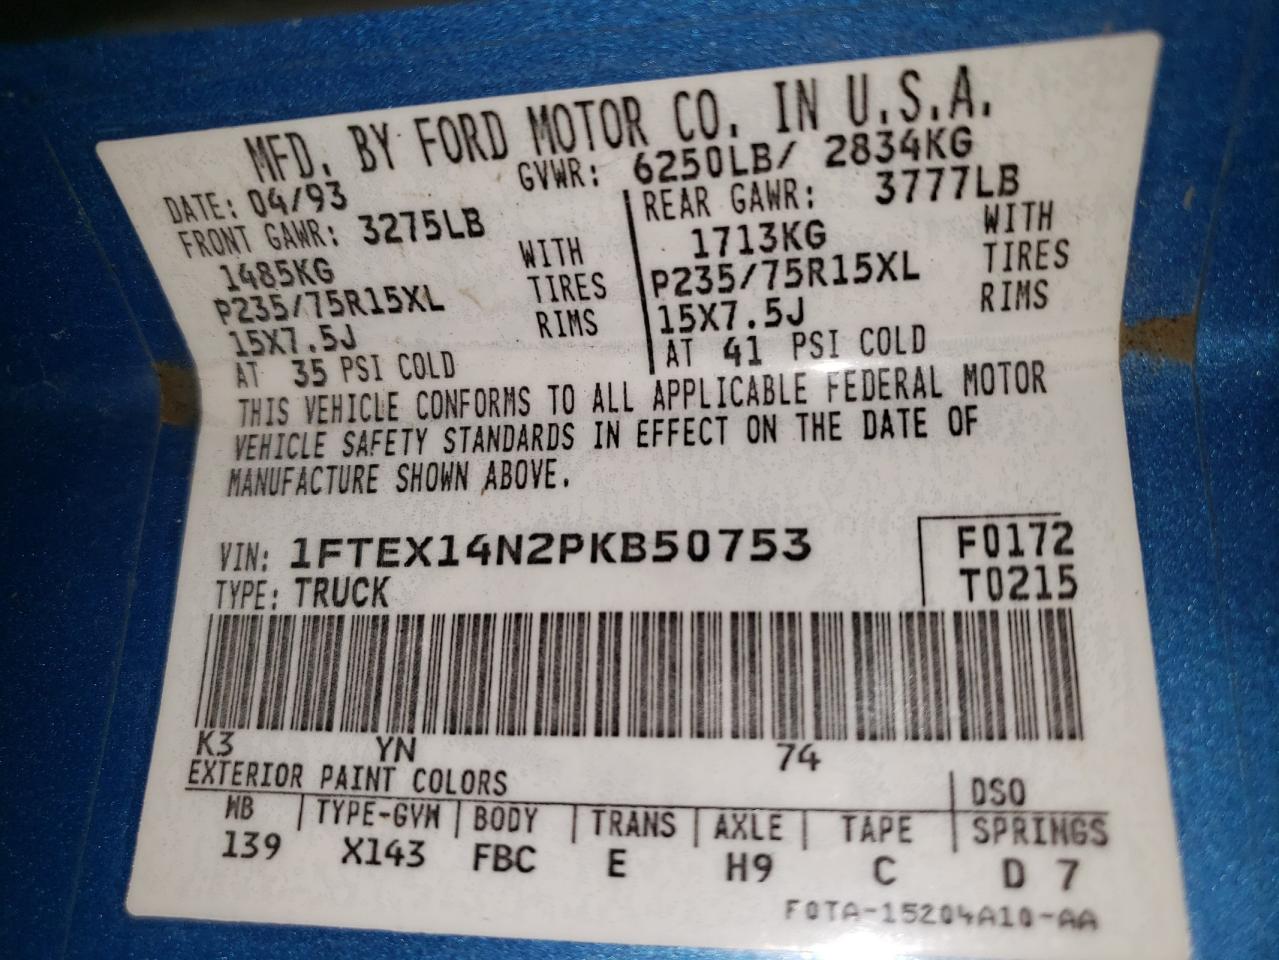 MFD. BY FORD MOTOR CO. IN U.S.A.
DATE: 04/93 GVWR: 6250LB/ 2834KG
FRONT GAWR: 3275LB REAR GAWR: 3777LB
1485KG WITH 1713KG WITH
P235/75R15XL TIRES P235/75R15XL TIRES
15X7.5J RIMS 15X7.5J RIMS
AT 35 PSI COLD AT 41 PSI COLD
THIS VEHICLE CONFORMS TO ALL APPLICABLE FEDERAL MOTOR
VEHICLE SAFETY STANDARDS IN EFFECT ON THE DATE OF
MANUFACTURE SHOWN ABOVE.
VIN: 1FTEX14N2PKB50753 F0172
TYPE: TRUCK T0215
K3 YN 74
EXTERIOR PAINT COLORS DSO
WB TYPE-GVW BODY TRANS AXLE TAPE SPRINGS
139 X143 FBC E H9 C D 7
F0TA-15204A10-AA